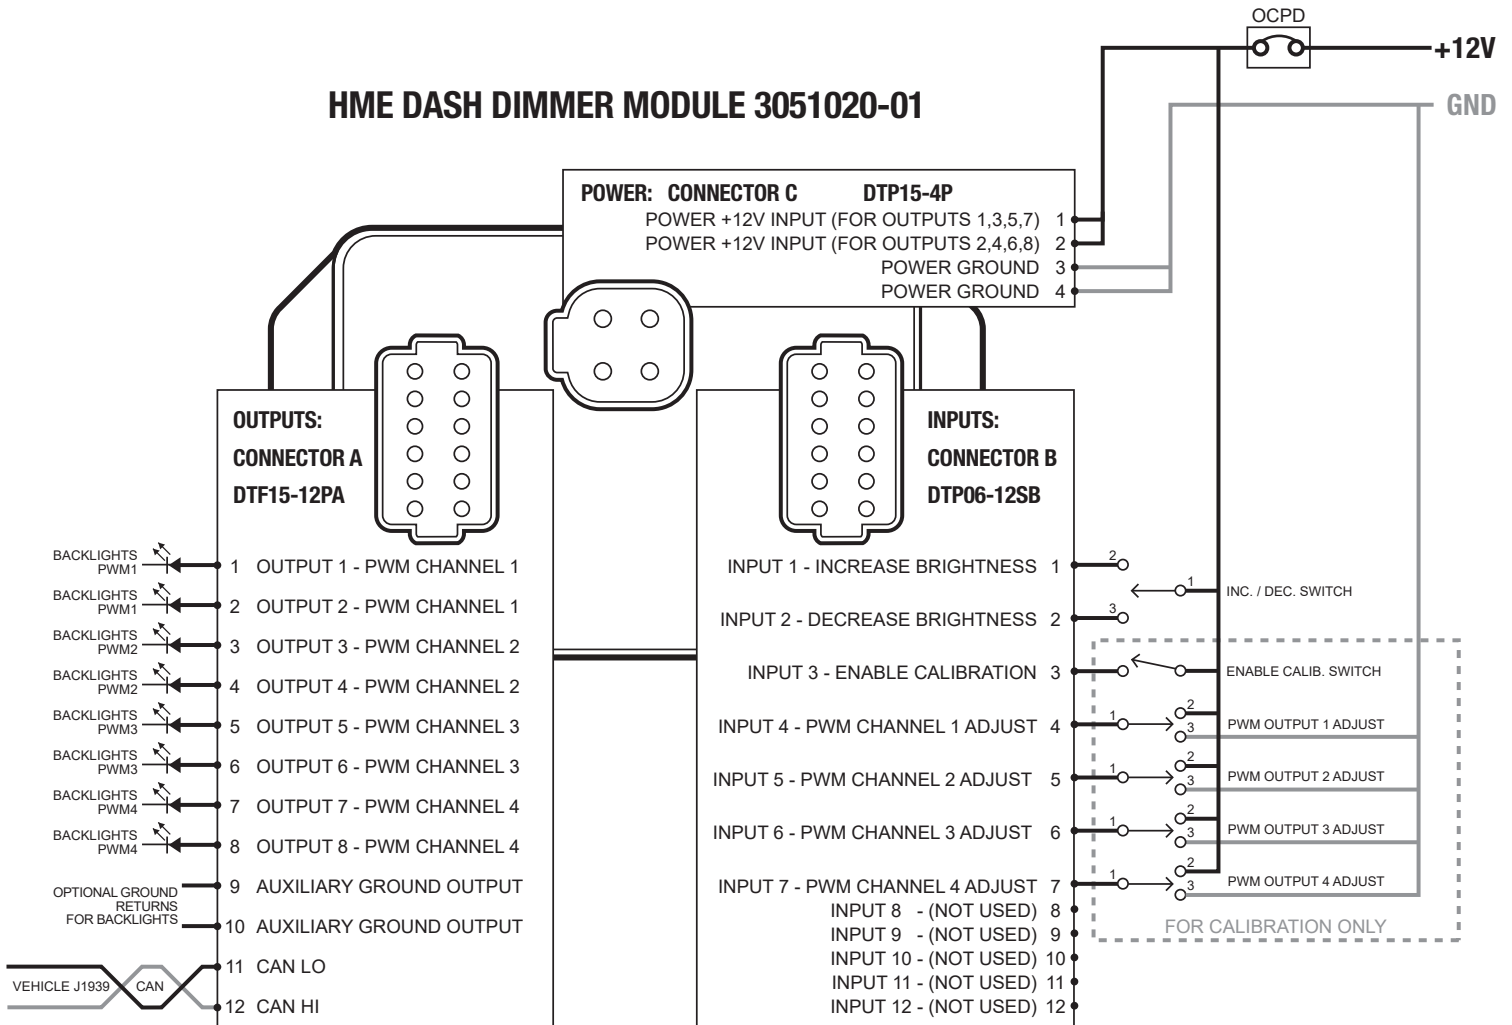 OCPD
+12V
HME DASH DIMMER MODULE 3051020-01
GND
POWER: CONNECTOR C DTP15-4P
POWER +12V INPUT (FOR OUTPUTS 1,3,5,7) 1
POWER +12V INPUT (FOR OUTPUTS 2,4,6,8) 2
POWER GROUND 3
POWER GROUND 4
OUTPUTS:
CONNECTOR A
DTF15-12PA
INPUTS:
CONNECTOR B
DTP06-12SB
BACKLIGHTS
PWM1
1 OUTPUT 1 - PWM CHANNEL 1
BACKLIGHTS
PWM1
2 OUTPUT 2 - PWM CHANNEL 1
BACKLIGHTS
PWM2
3 OUTPUT 3 - PWM CHANNEL 2
BACKLIGHTS
PWM2
4 OUTPUT 4 - PWM CHANNEL 2
BACKLIGHTS
PWM3
5 OUTPUT 5 - PWM CHANNEL 3
BACKLIGHTS
PWM3
6 OUTPUT 6 - PWM CHANNEL 3
BACKLIGHTS
PWM4
7 OUTPUT 7 - PWM CHANNEL 4
BACKLIGHTS
PWM4
8 OUTPUT 8 - PWM CHANNEL 4
OPTIONAL GROUND
RETURNS
FOR BACKLIGHTS
9 AUXILIARY GROUND OUTPUT
10 AUXILIARY GROUND OUTPUT
VEHICLE J1939 CAN
11 CAN LO
12 CAN HI
INPUT 1 - INCREASE BRIGHTNESS 1
2
1
INC. / DEC. SWITCH
INPUT 2 - DECREASE BRIGHTNESS 2
3
INPUT 3 - ENABLE CALIBRATION 3
ENABLE CALIB. SWITCH
INPUT 4 - PWM CHANNEL 1 ADJUST 4
1
2
3
PWM OUTPUT 1 ADJUST
INPUT 5 - PWM CHANNEL 2 ADJUST 5
1
2
3
PWM OUTPUT 2 ADJUST
INPUT 6 - PWM CHANNEL 3 ADJUST 6
1
2
3
PWM OUTPUT 3 ADJUST
INPUT 7 - PWM CHANNEL 4 ADJUST 7
1
2
3
PWM OUTPUT 4 ADJUST
INPUT 8 - (NOT USED) 8
INPUT 9 - (NOT USED) 9
INPUT 10 - (NOT USED) 10
INPUT 11 - (NOT USED) 11
INPUT 12 - (NOT USED) 12
FOR CALIBRATION ONLY